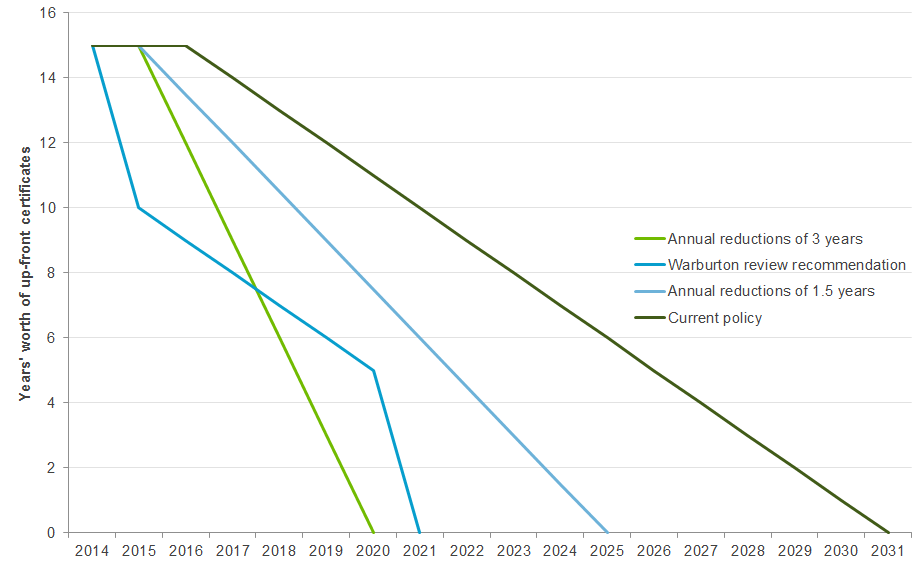 16
14
12
10
8
6
4
2
0
Years' worth of up-front certificates
Annual reductions of 3 years
Warburton review recommendation
Annual reductions of 1.5 years
Current policy
2014 2015 2016 2017 2018 2019 2020 2021 2022 2023 2024 2025 2026 2027 2028 2029 2030 2031